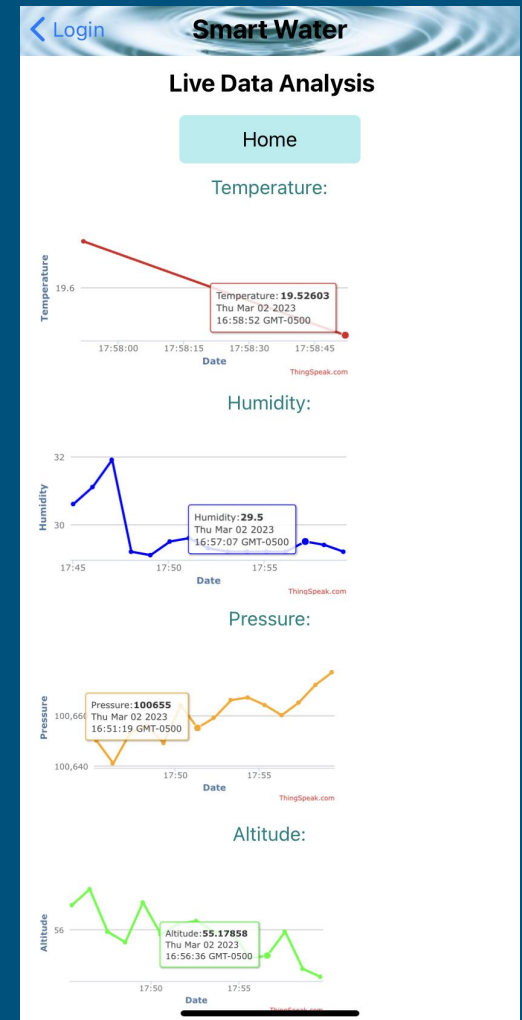 Login
Smart Water
Live Data Analysis
Home
Temperature:
Temperature
19.6
Temperature: 19.52603
Thu Mar 02 2023
16:58:52 GMT-0500
17:58:00 17:58:15 17:58:30 17:58:45
Date
ThingSpeak.com
Humidity:
Humidity
32
30
Humidity:29.5
Thu Mar 02 2023
16:57:07 GMT-0500
17:45 17:50 17:55
Date
ThingSpeak.com
Pressure:
Pressure
100,660
100,640
Pressure:100655
Thu Mar 02 2023
16:51:19 GMT-0500
17:50 17:55
Date
ThingSpeak.com
Altitude:
Altitude
56
Altitude:55.17858
Thu Mar 02 2023
16:56:36 GMT-0500
17:50 17:55
Date
ThingSpeak.com